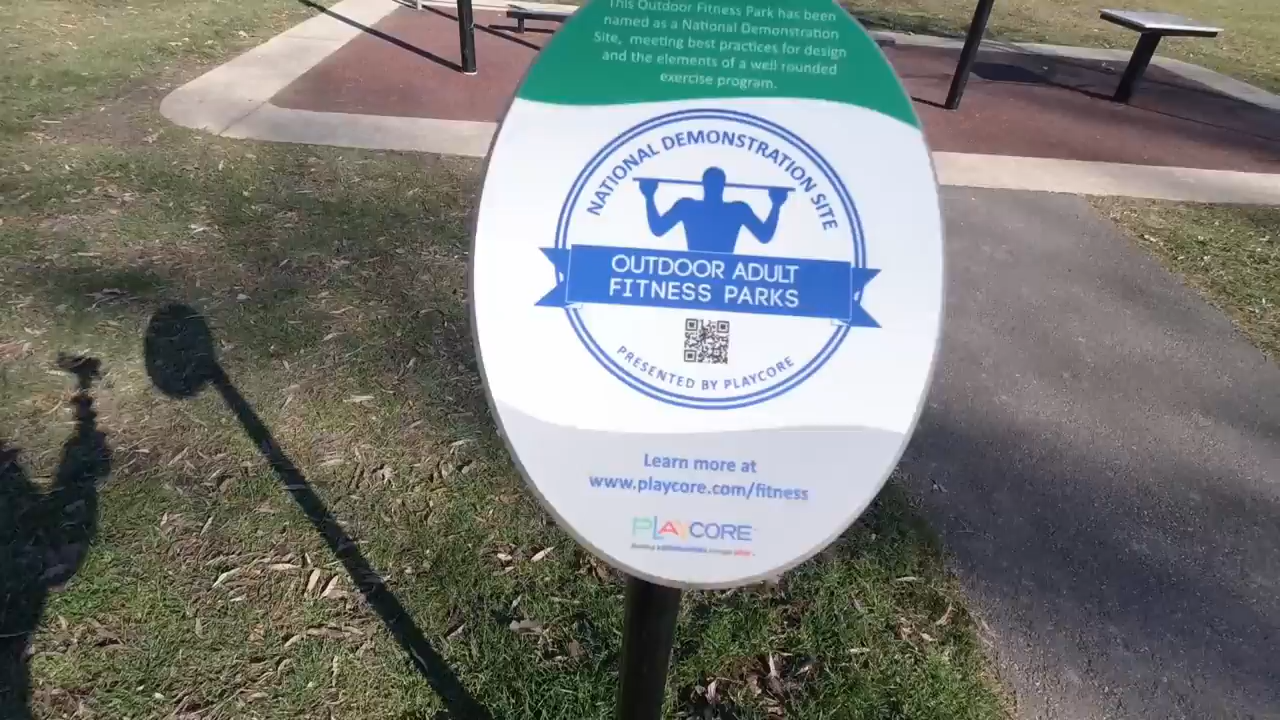 This Outdoor Fitness Park has been
named as a National Demonstration
Site, meeting best practices for design
and the elements of a well rounded
exercise program.
NATIONAL DEMONSTRATION SITE
OUTDOOR ADULT
FITNESS PARKS
PRESENTED BY PLAYCORE
Learn more at
www.playcore.com/fitness
PLAYCORE